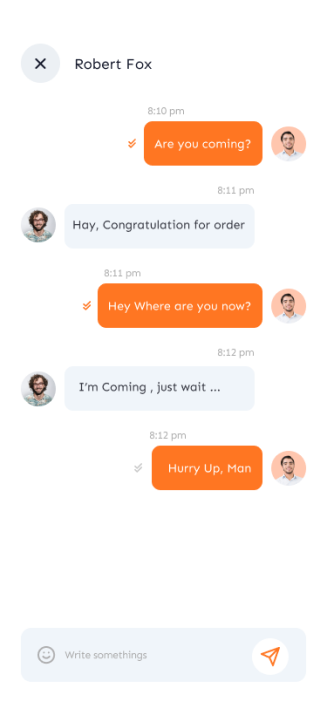 Robert Fox
8:10 pm
Are you coming?
8:11 pm
Hay, Congratulation for order
8:11 pm
Hey Where are you now?
8:12 pm
I'm Coming , just wait ...
8:12 pm
Hurry Up, Man
Write somethings